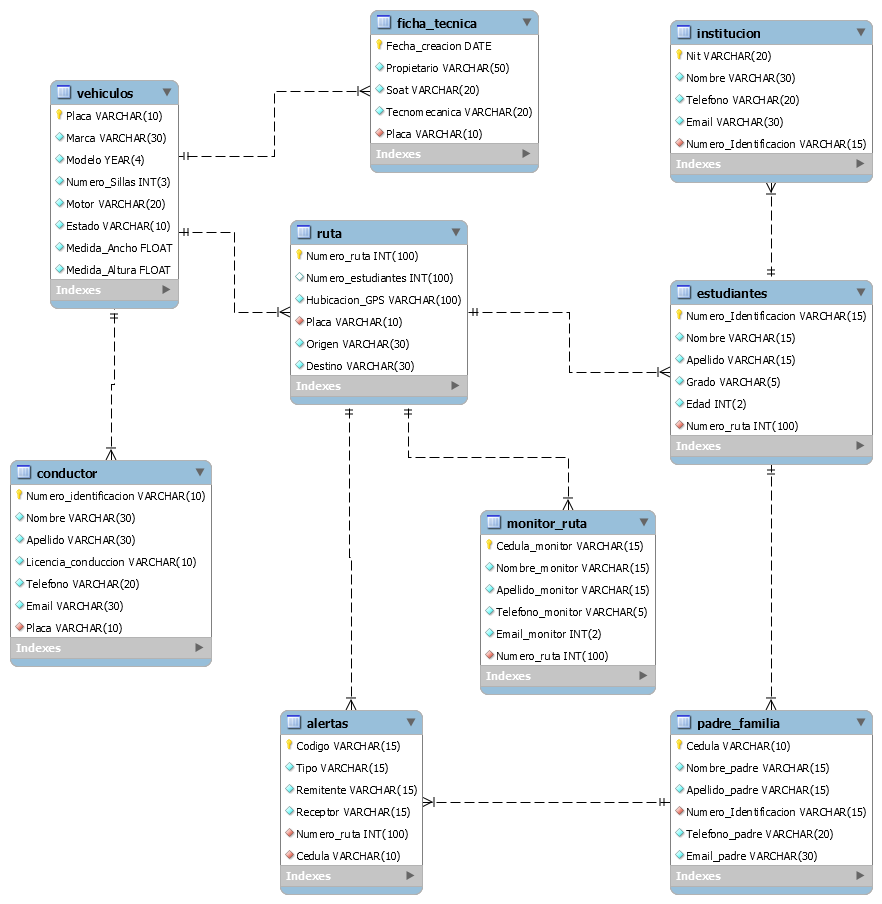 ficha_tecnica
Fecha_creacion DATE
Propietario VARCHAR(50)
Soat VARCHAR(20)
Tecnomecanica VARCHAR(20)
Placa VARCHAR(10)
Indexes
institucion
Nit VARCHAR(20)
Nombre VARCHAR(30)
Telefono VARCHAR(20)
Email VARCHAR(30)
Numero_Identificacion VARCHAR(15)
Indexes
vehiculos
Placa VARCHAR(10)
Marca VARCHAR(30)
Modelo YEAR(4)
Numero_Sillas INT(3)
Motor VARCHAR(20)
Estado VARCHAR(10)
Medida_Ancho FLOAT
Medida_Altura FLOAT
Indexes
ruta
Numero_ruta INT(100)
Numero_estudiantes INT(100)
Hubicacion_GPS VARCHAR(100)
Placa VARCHAR(10)
Origen VARCHAR(30)
Destino VARCHAR(30)
Indexes
estudiantes
Numero_Identificacion VARCHAR(15)
Nombre VARCHAR(15)
Apellido VARCHAR(15)
Grado VARCHAR(5)
Edad INT(2)
Numero_ruta INT(100)
Indexes
conductor
Numero_identificacion VARCHAR(10)
Nombre VARCHAR(30)
Apellido VARCHAR(30)
Licencia_conduccion VARCHAR(10)
Telefono VARCHAR(20)
Email VARCHAR(30)
Placa VARCHAR(10)
Indexes
monitor_ruta
Cedula_monitor VARCHAR(15)
Nombre_monitor VARCHAR(15)
Apellido_monitor VARCHAR(15)
Telefono_monitor VARCHAR(5)
Email_monitor INT(2)
Numero_ruta INT(100)
Indexes
alertas
Codigo VARCHAR(15)
Tipo VARCHAR(15)
Remitente VARCHAR(15)
Receptor VARCHAR(15)
Numero_ruta INT(100)
Cedula VARCHAR(10)
Indexes
padre_familia
Cedula VARCHAR(10)
Nombre_padre VARCHAR(15)
Apellido_padre VARCHAR(15)
Numero_Identificacion VARCHAR(15)
Telefono_padre VARCHAR(20)
Email_padre VARCHAR(30)
Indexes